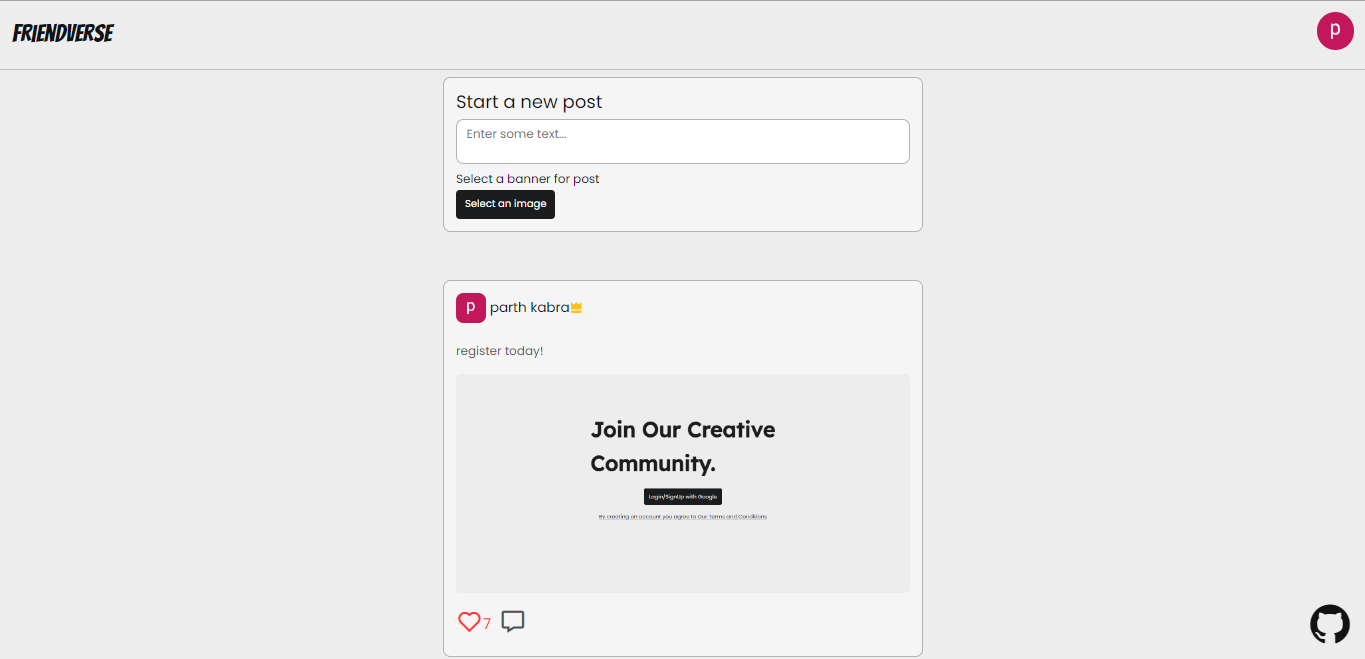 FRIENDVERSE
p
Start a new post
Enter some text...
Select a banner for post
Select an image
p parth kabra
register today!
Join Our Creative
Community.
Login/SignUp with Google
By creating an account you agree to Our Terms and Conditions
7